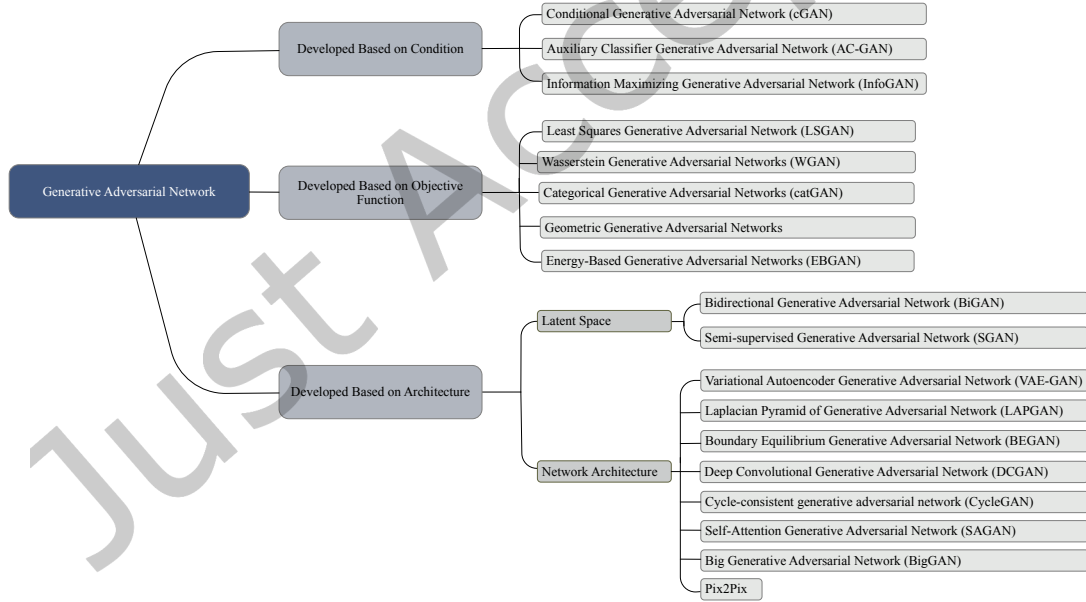 Conditional Generative Adversarial Network (cGAN)
Developed Based on Condition
Auxiliary Classifier Generative Adversarial Network (AC-GAN)
Information Maximizing Generative Adversarial Network (InfoGAN)
Least Squares Generative Adversarial Network (LSGAN)
Wasserstein Generative Adversarial Networks (WGAN)
Generative Adversarial Network
Developed Based on Objective
Function
Categorical Generative Adversarial Networks (catGAN)
Geometric Generative Adversarial Networks
Energy-Based Generative Adversarial Networks (EBGAN)
Latent Space
Bidirectional Generative Adversarial Network (BiGAN)
Semi-supervised Generative Adversarial Network (SGAN)
Developed Based on Architecture
Variational Autoencoder Generative Adversarial Network (VAE-GAN)
Laplacian Pyramid of Generative Adversarial Network (LAPGAN)
Boundary Equilibrium Generative Adversarial Network (BEGAN)
Network Architecture
Deep Convolutional Generative Adversarial Network (DCGAN)
Cycle-consistent generative adversarial network (CycleGAN)
Self-Attention Generative Adversarial Network (SAGAN)
Big Generative Adversarial Network (BigGAN)
Pix2Pix
Just Acce